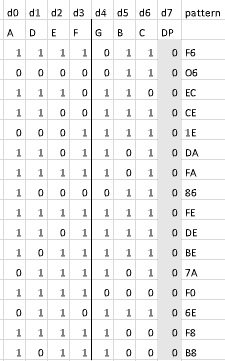 d0 d1 d2 d3 d4 d5 d6 d7 pattern
A D E F G B C DP
1 1 1 1 0 1 1 0 F6
0 0 0 0 0 1 1 0 O6
1 1 1 0 1 1 0 0 EC
1 1 0 0 1 1 1 0 CE
0 0 0 1 1 1 1 0 1E
1 1 0 1 1 0 1 0 DA
1 1 1 1 1 0 1 0 FA
1 0 0 0 0 1 1 0 86
1 1 1 1 1 1 1 0 FE
1 1 0 1 1 1 1 0 DE
1 0 1 1 1 1 1 0 BE
0 1 1 1 1 0 1 0 7A
1 1 1 1 0 0 0 0 F0
0 1 1 0 1 1 1 0 6E
1 1 1 1 1 0 0 0 F8
1 0 1 1 1 0 0 0 B8